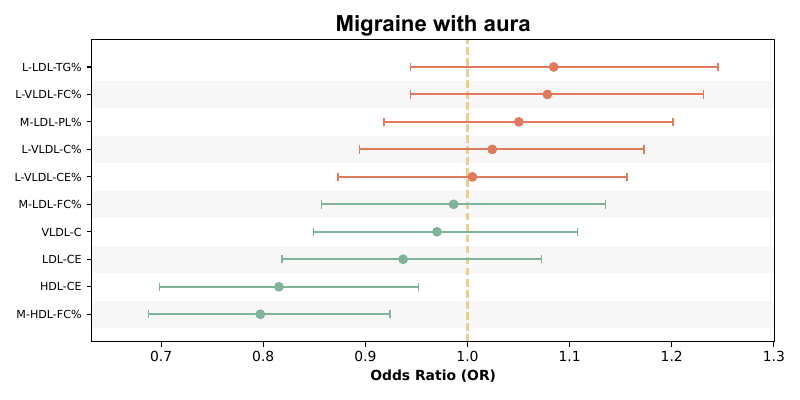 Migraine with aura
L-LDL-TG%
L-VLDL-FC%
M-LDL-PL%
L-VLDL-C%
L-VLDL-CE%
M-LDL-FC%
VLDL-C
LDL-CE
HDL-CE
M-HDL-FC%
0.7 0.8 0.9 1.0 1.1 1.2 1.3
Odds Ratio (OR)